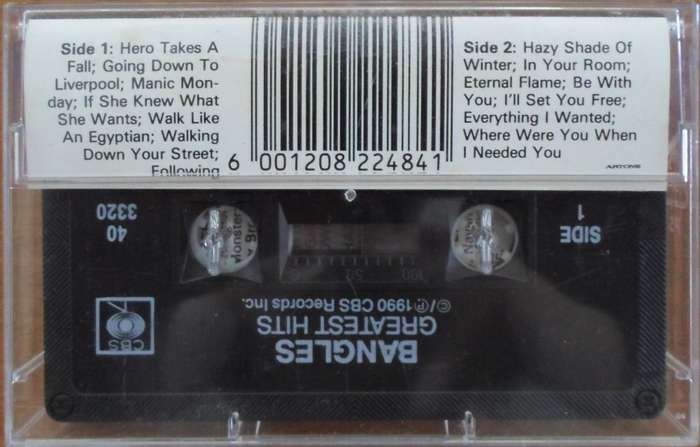 Side 1: Hero Takes A
Fall; Going Down To
Liverpool; Manic Mon-
day; If She Knew What
She Wants; Walk Like
An Egyptian; Walking
Down Your Street;
Following
6 001208 224841
Side 2: Hazy Shade Of
Winter; In Your Room;
Eternal Flame; Be With
You; I'll Set You Free;
Everything I Wanted;
Where Were You When
I Needed You
BANGLES
GREATEST HITS
©/℗ 1990 CBS Records Inc.
CBS
SIDE
1
40
3320
100 50 0